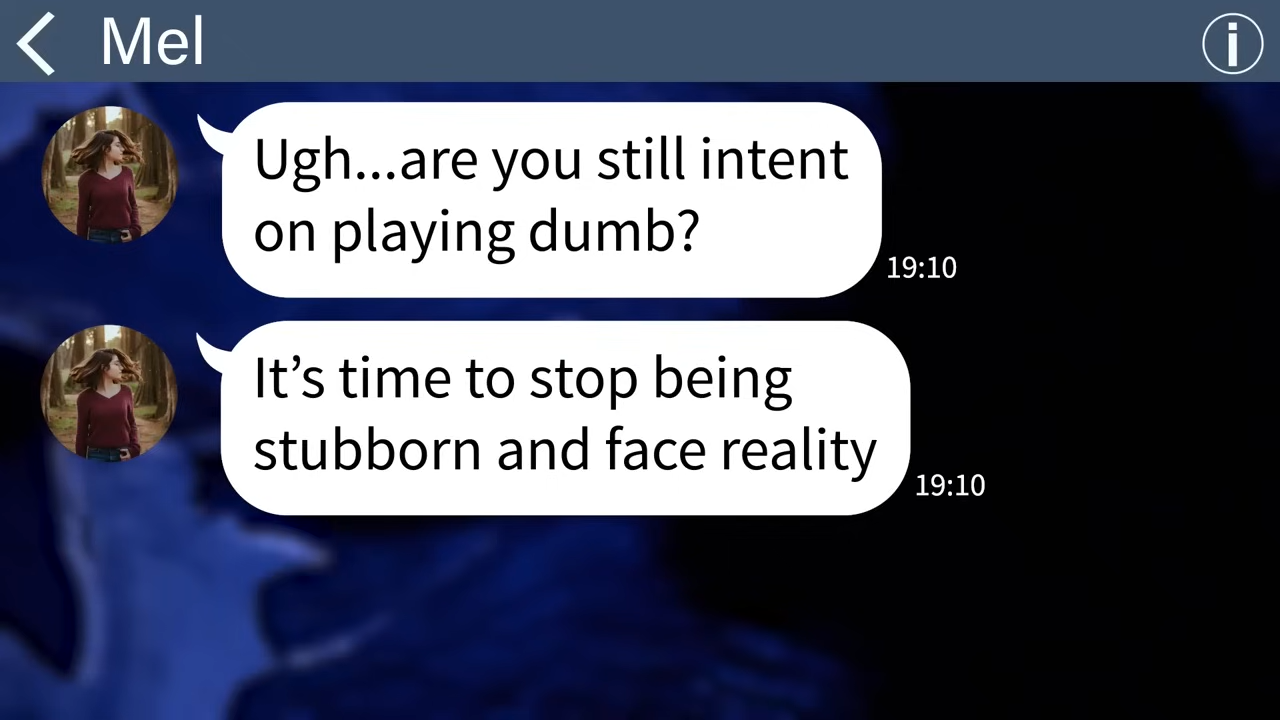 Mel
Ugh...are you still intent
on playing dumb?
19:10
It’s time to stop being
stubborn and face reality
19:10